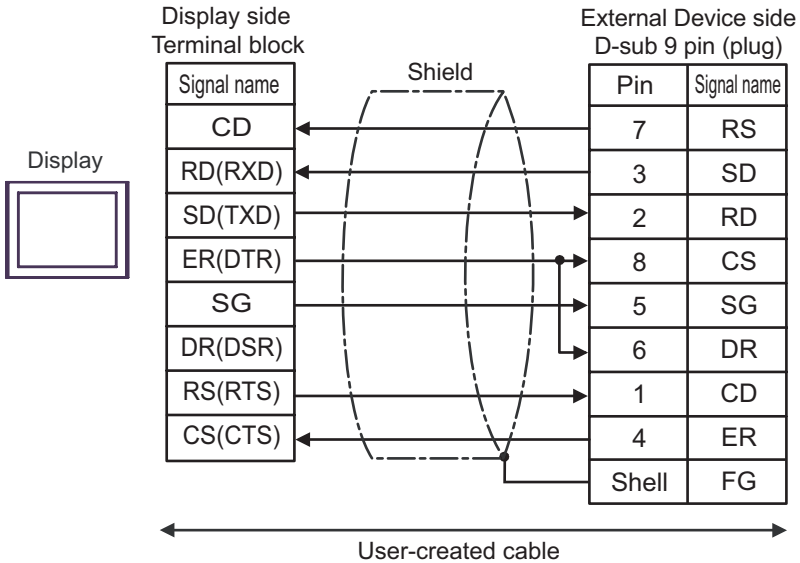 Display side
Terminal block
External Device side
D-sub 9 pin (plug)
Shield
Display
Signal name
CD
RD(RXD)
SD(TXD)
ER(DTR)
SG
DR(DSR)
RS(RTS)
CS(CTS)
Pin Signal name
7 RS
3 SD
2 RD
8 CS
5 SG
6 DR
1 CD
4 ER
Shell FG
User-created cable